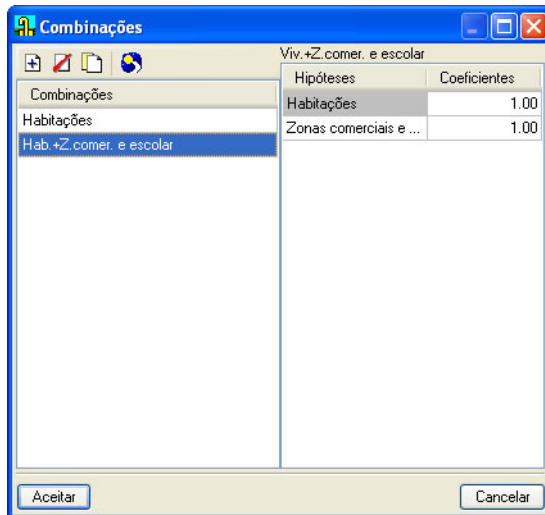 Combinações
Viv.+Z.comer. e escolar
Combinações
Habitações
Hab.+Z.comer. e escolar
Hipóteses Coeficientes
Habitações 1.00
Zonas comerciais e ... 1.00
Aceitar Cancelar